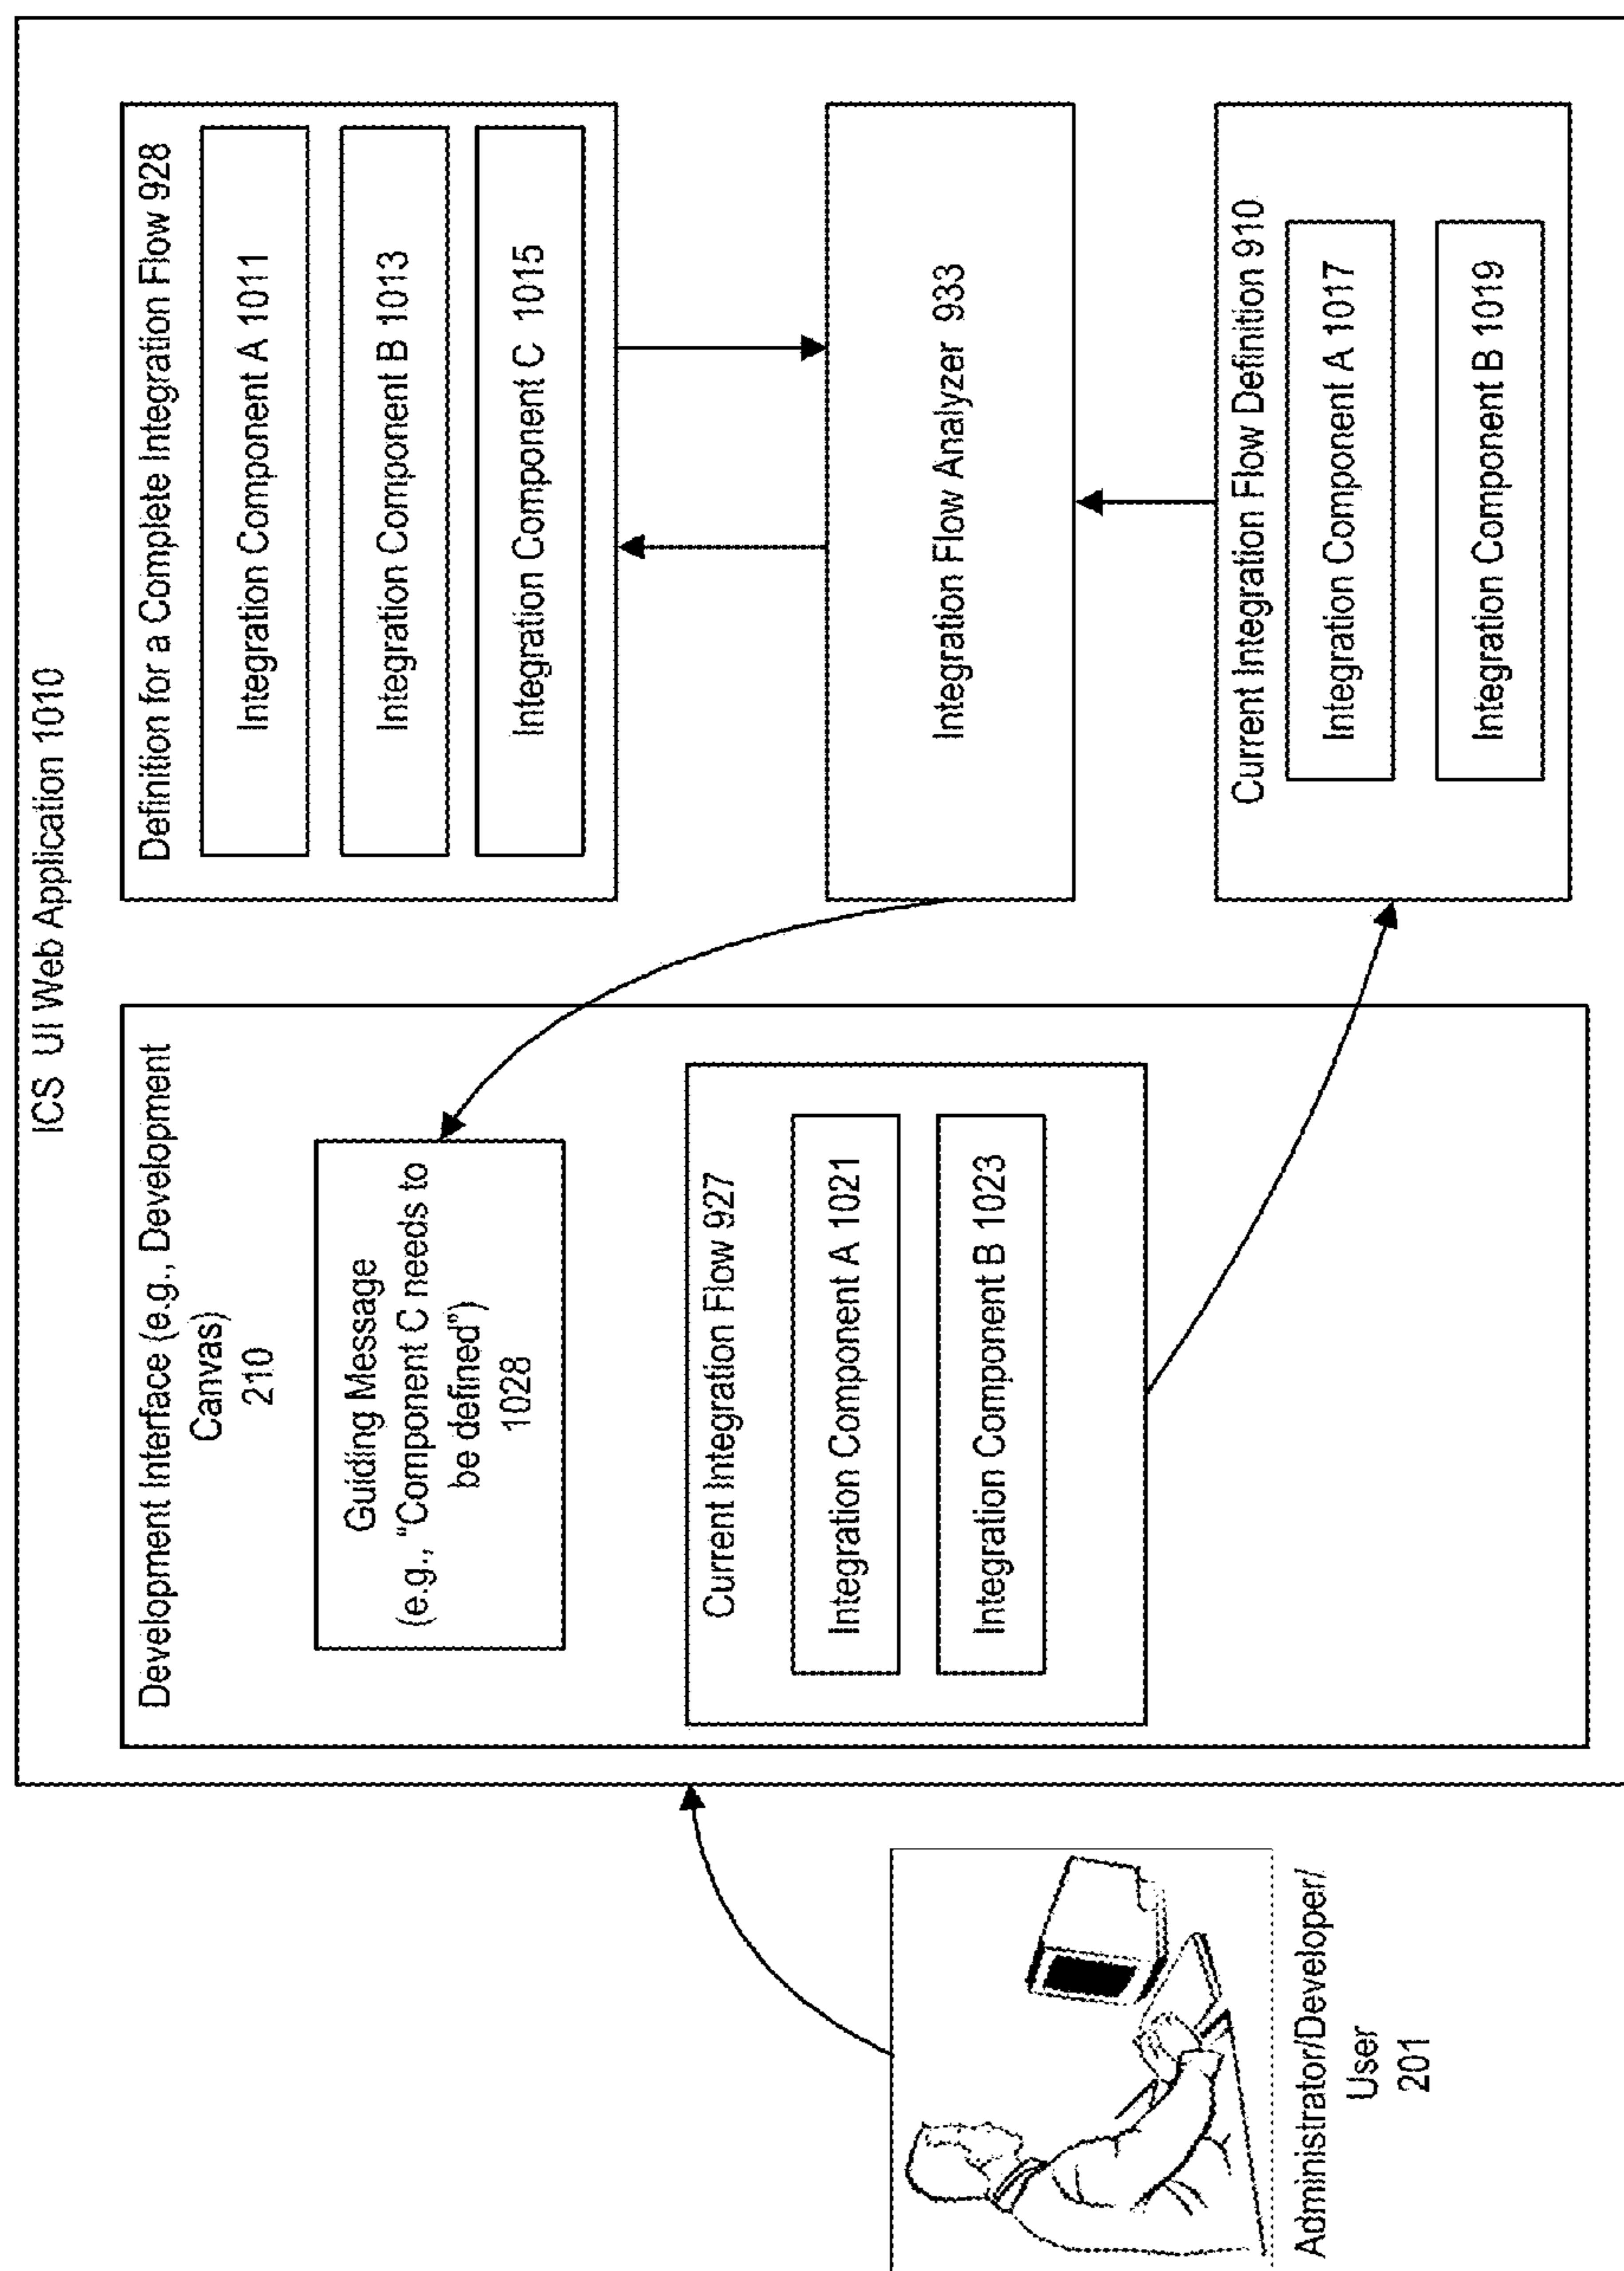 ICS UI Web Application 1010
Development Interface (e.g., Development
Canvas)
210
Guiding Message
(e.g., “Component C needs to
be defined”)
1028
Current Integration Flow 927
Integration Component A 1021
Integration Component B 1023
Definition for a Complete Integration Flow 928
Integration Component A 1011
Integration Component B 1013
Integration Component C 1015
Integration Flow Analyzer 933
Current Integration Flow Definition 910
Integration Component A 1017
Integration Component B 1019
Administrator/Developer/
User
201